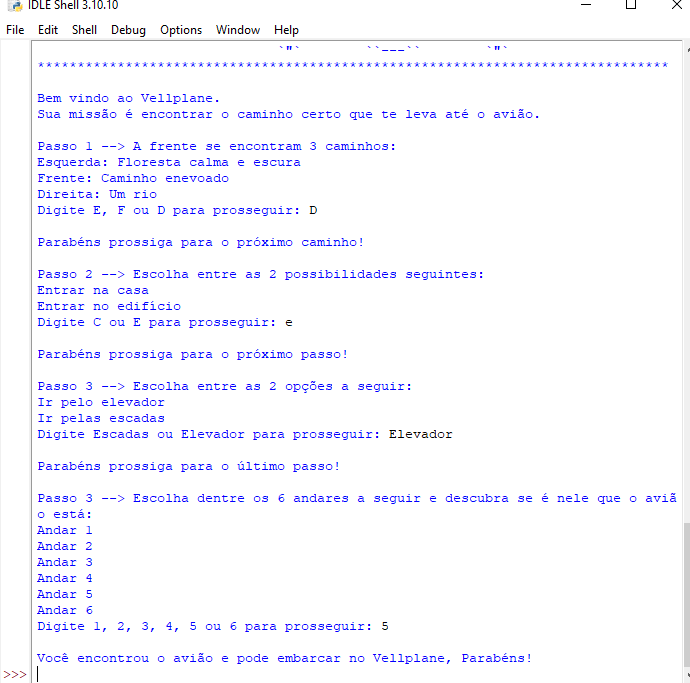 IDLE Shell 3.10.10
File Edit Shell Debug Options Window Help
`"` ``---`` `"`
*******************************************************************************
Bem vindo ao Vellplane.
Sua missão é encontrar o caminho certo que te leva até o avião.
Passo 1 --> A frente se encontram 3 caminhos:
Esquerda: Floresta calma e escura
Frente: Caminho enevoado
Direita: Um rio
Digite E, F ou D para prosseguir: D
Parabéns prossiga para o próximo caminho!
Passo 2 --> Escolha entre as 2 possibilidades seguintes:
Entrar na casa
Entrar no edifício
Digite C ou E para prosseguir: e
Parabéns prossiga para o próximo passo!
Passo 3 --> Escolha entre as 2 opções a seguir:
Ir pelo elevador
Ir pelas escadas
Digite Escadas ou Elevador para prosseguir: Elevador
Parabéns prossiga para o último passo!
Passo 3 --> Escolha dentre os 6 andares a seguir e descubra se é nele que o aviã
o está:
Andar 1
Andar 2
Andar 3
Andar 4
Andar 5
Andar 6
Digite 1, 2, 3, 4, 5 ou 6 para prosseguir: 5
Você encontrou o avião e pode embarcar no Vellplane, Parabéns!
>>>